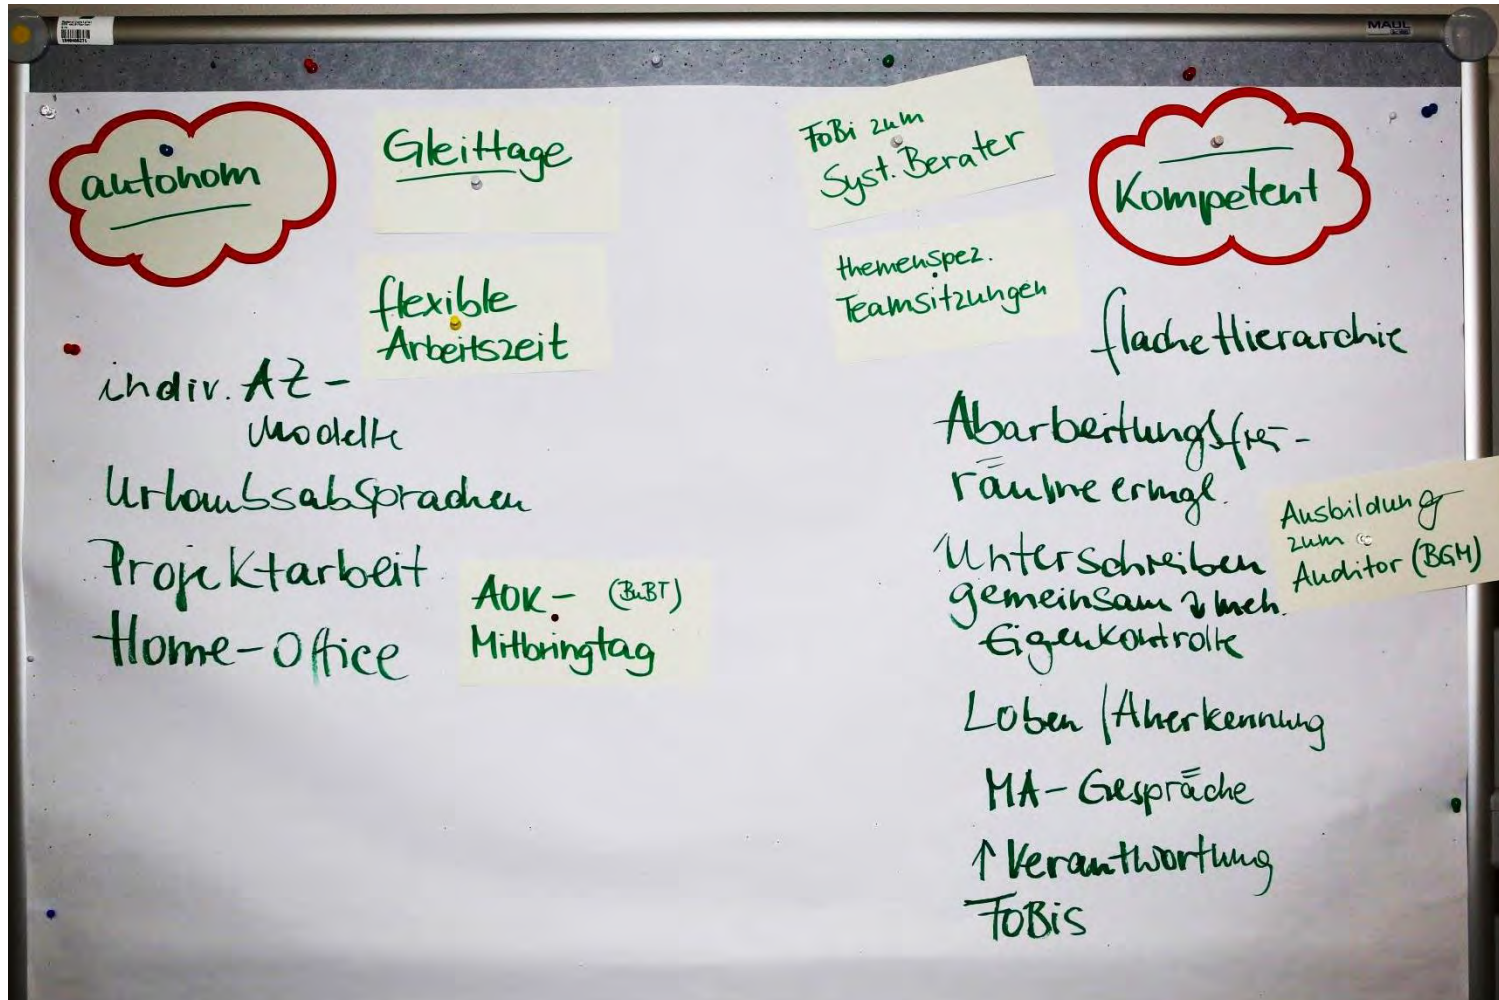 MAUL
autonom
Gleittage
flexible
Arbeitszeit
indiv. AZ-
Modelle
Urlaubsabsprachen
Projektarbeit
Home-Office
AOK- (BuBT)
Mitbringtag
FoBi zum
Syst. Berater
Kompetent
themenspez.
Teamsitzungen
flache Hierarchie
Abarbeitungsfrei-
räume ermgl.
Unterschreiben
gemeinsam
Eigenkontrolle
Ausbildung
zum
Auditor (BGM)
Loben / Anerkennung
MA-Gespräche
↑ Verantwortung
FoBis